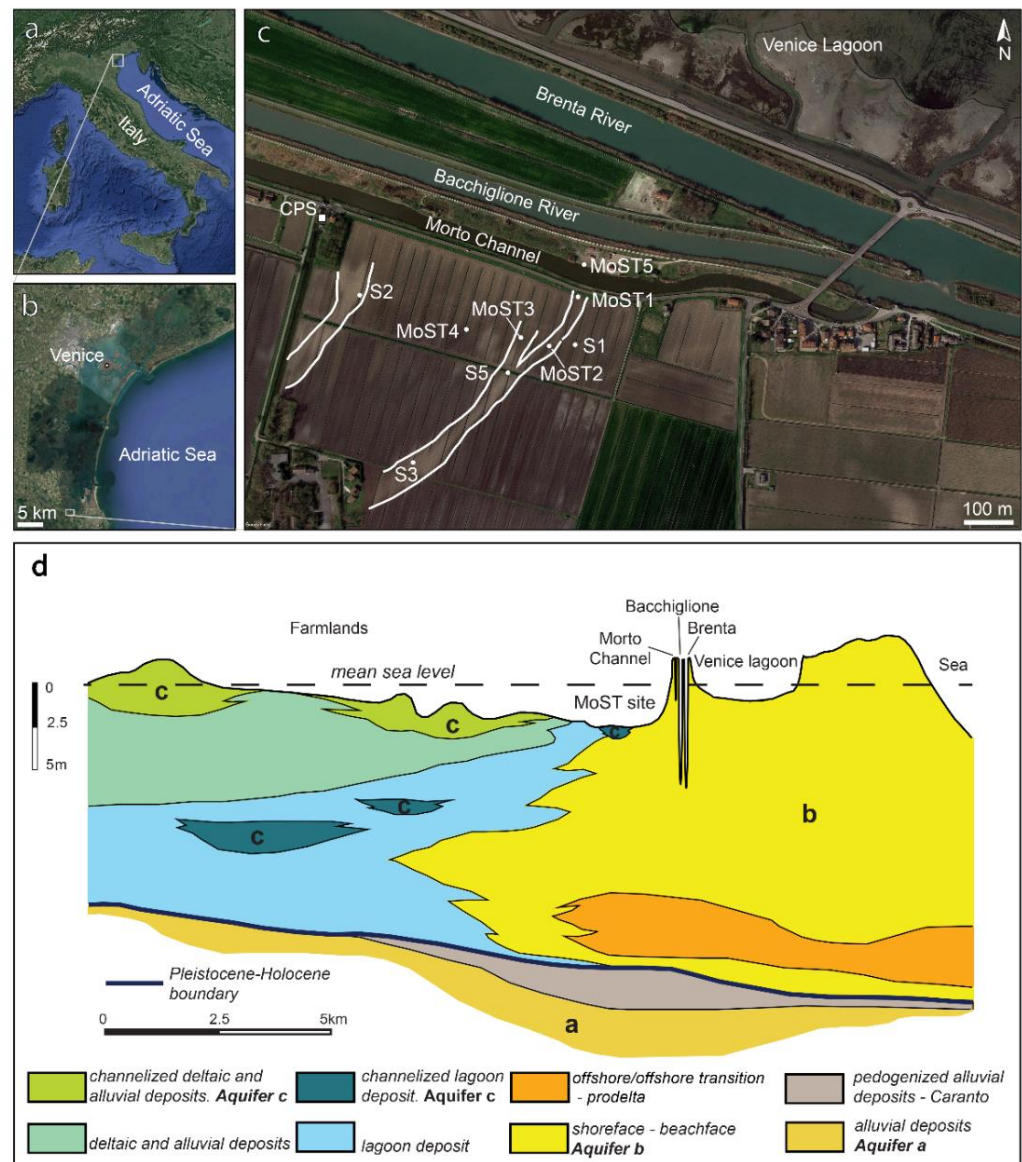 a
Adriatic Sea
Italy
b
Venice
Adriatic Sea
5 km
c
Venice Lagoon
N
Brenta River
Bacchiglione River
CPS
Morto Channel
MoST5
S2
MoST3
MoST1
MoST4
S1
S5
MoST2
S3
100 m
d
Bacchiglione
Farmlands
Morto
Channel
Brenta
mean sea level
Venice lagoon
Sea
0
MoST site
2.5
5m
c
c
c
c
c
b
Pleistocene-Holocene
boundary
0 2.5 5km
a
channelized deltaic and
alluvial deposits. Aquifer c
channelized lagoon
deposit. Aquifer c
offshore/offshore transition
- prodelta
pedogenized alluvial
deposits - Caranto
deltaic and alluvial deposits
lagoon deposit
shoreface - beachface
Aquifer b
alluvial deposits
Aquifer a